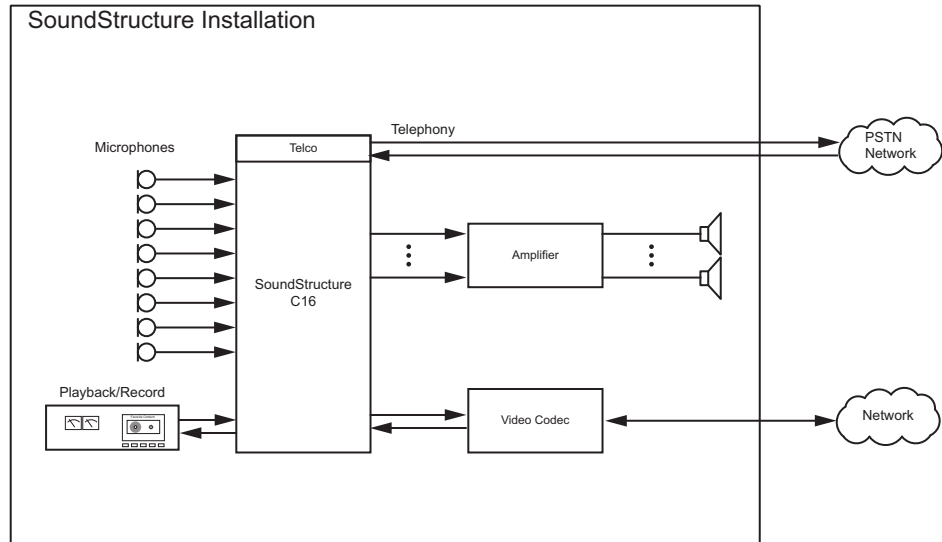 SoundStructure Installation
Telephony
PSTN
Network
Microphones
Telco
Amplifier
SoundStructure
C16
Playback/Record
Video Codec
Network